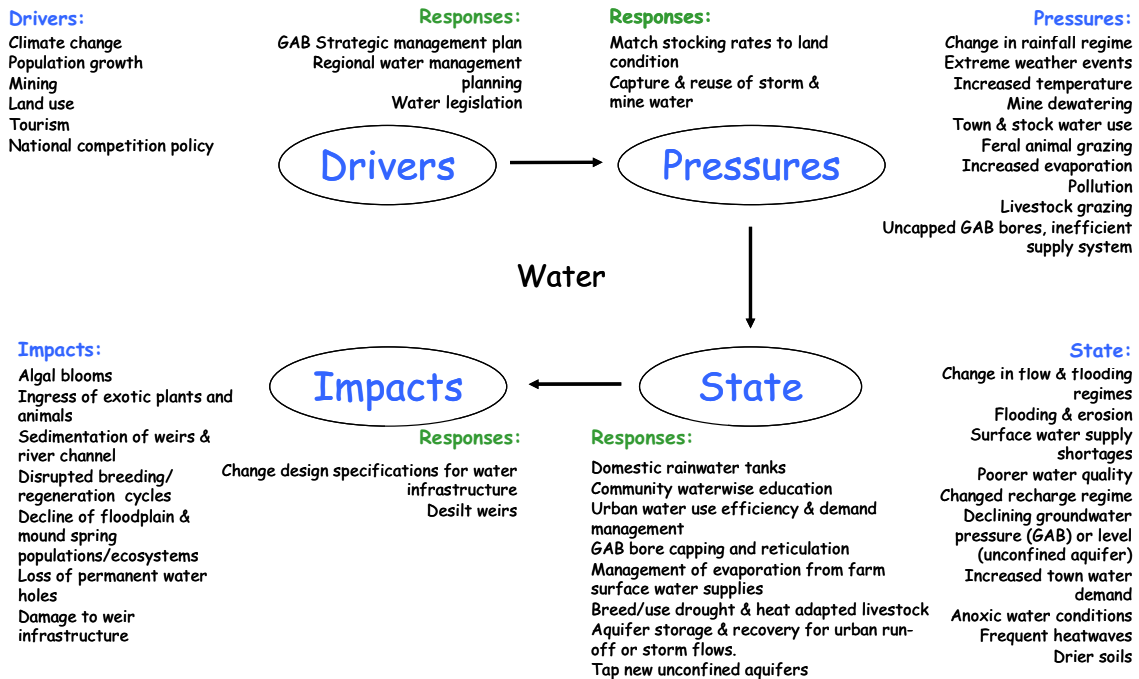 Drivers:
Climate change
Population growth
Mining
Land use
Tourism
National competition policy
Responses:
GAB Strategic management plan
Regional water management
planning
Water legislation
Responses:
Match stocking rates to land
condition
Capture & reuse of storm &
mine water
Pressures:
Change in rainfall regime
Extreme weather events
Increased temperature
Mine dewatering
Town & stock water use
Feral animal grazing
Increased evaporation
Pollution
Livestock grazing
Uncapped GAB bores, inefficient
supply system
Drivers
Pressures
Water
Impacts:
Algal blooms
Ingress of exotic plants and
animals
Sedimentation of weirs &
river channel
Disrupted breeding/
regeneration cycles
Decline of floodplain &
mound spring
populations/ecosystems
Loss of permanent water
holes
Damage to weir
infrastructure
Impacts
State
Responses:
Change design specifications for water
infrastructure
Desilt weirs
Responses:
Domestic rainwater tanks
Community waterwise education
Urban water use efficiency & demand
management
GAB bore capping and reticulation
Management of evaporation from farm
surface water supplies
Breed/use drought & heat adapted livestock
Aquifer storage & recovery for urban run-
off or storm flows.
Tap new unconfined aquifers
State:
Change in flow & flooding
regimes
Flooding & erosion
Surface water supply
shortages
Poorer water quality
Changed recharge regime
Declining groundwater
pressure (GAB) or level
(unconfined aquifer)
Increased town water
demand
Anoxic water conditions
Frequent heatwaves
Drier soils